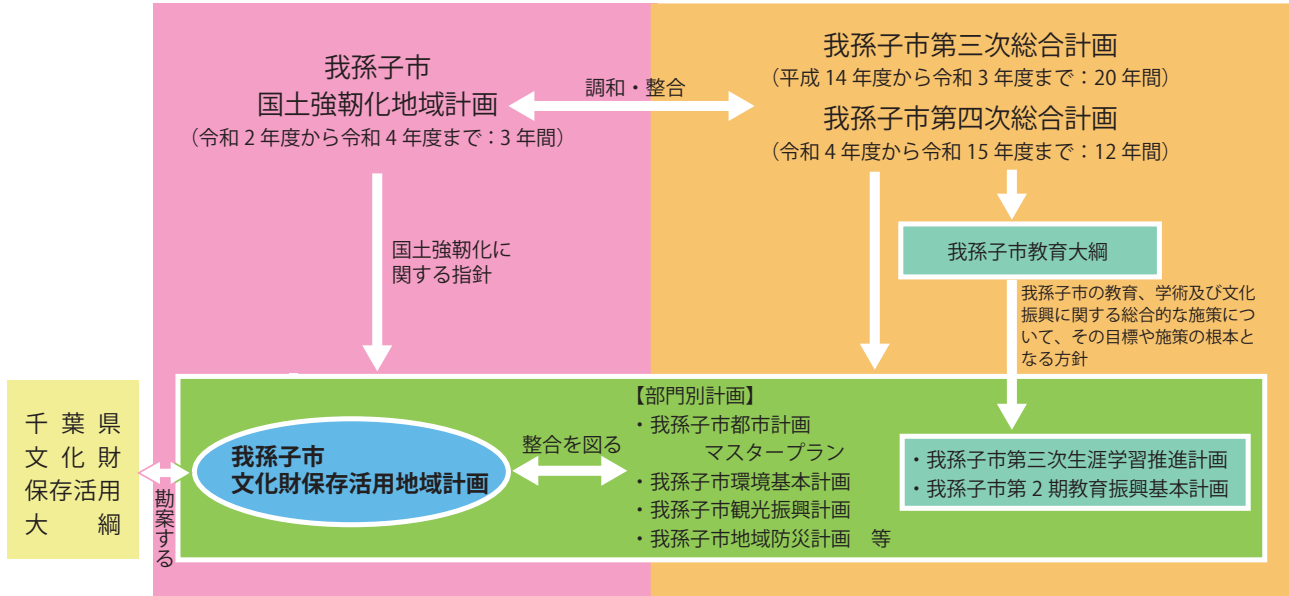 我孫子市
国土強靭化地域計画
（令和 2 年度から令和 4 年度まで：3 年間）
調和・整合
我孫子市第三次総合計画
（平成 14 年度から令和 3 年度まで：20 年間）
我孫子市第四次総合計画
（令和 4 年度から令和 15 年度まで：12 年間）
国土強靭化に
関する指針
我孫子市教育大綱
我孫子市の教育、学術及び文化
振興に関する総合的な施策につ
いて、その目標や施策の根本と
なる方針
千葉県
文化財
保存活用
大綱
勘案する
我孫子市
文化財保存活用地域計画
整合を図る
【部門別計画】
・我孫子市都市計画
マスタープラン
・我孫子市環境基本計画
・我孫子市観光振興計画
・我孫子市地域防災計画　等
・我孫子市第三次生涯学習推進計画
・我孫子市第 2 期教育振興基本計画